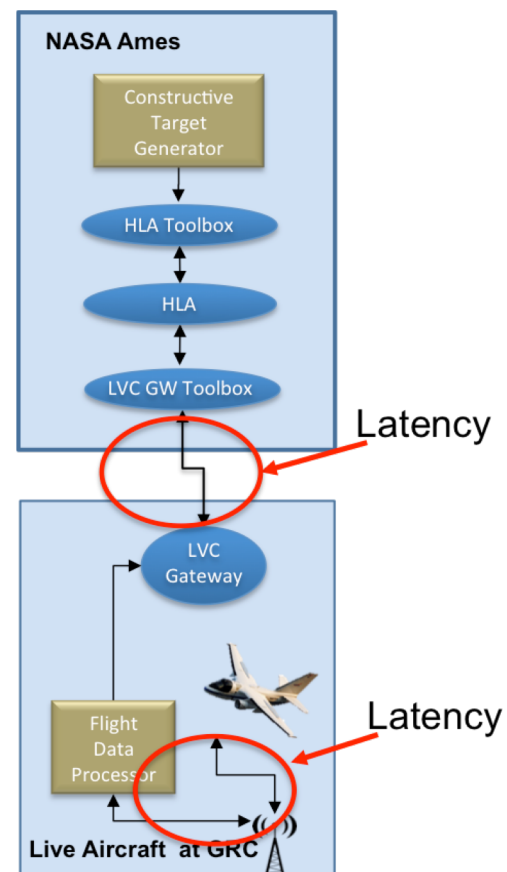 NASA Ames
Constructive
Target
Generator
HLA Toolbox
HLA
LVC GW Toolbox
Latency
LVC
Gateway
Latency
Flight
Data
Processor
Live Aircraft at GRC